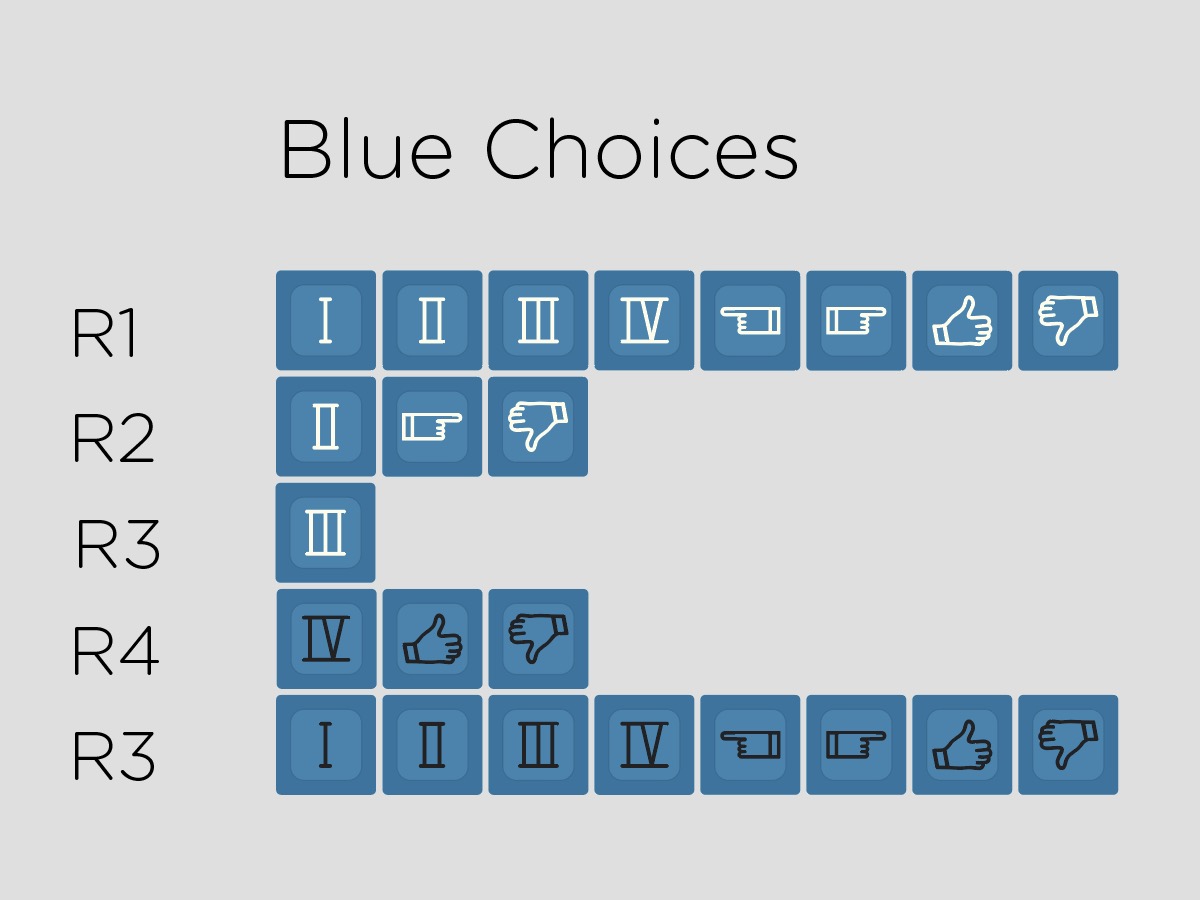 Blue Choices
R1 I II III IV
R2 II
R3 III
R4 IV
R3 I II III IV